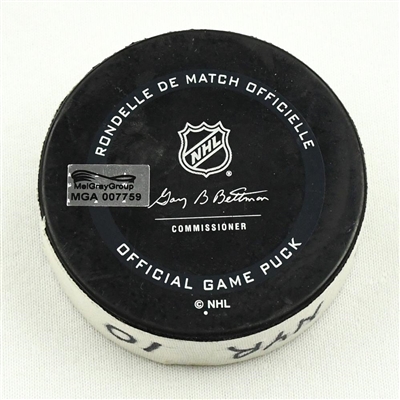 RONDELLE DE MATCH OFFICIELLE
NHL
®
MeiGrayGroup
MGA 007759
Gary B Bettman
COMMISSIONER
OFFICIAL GAME PUCK
© NHL
NYR
10